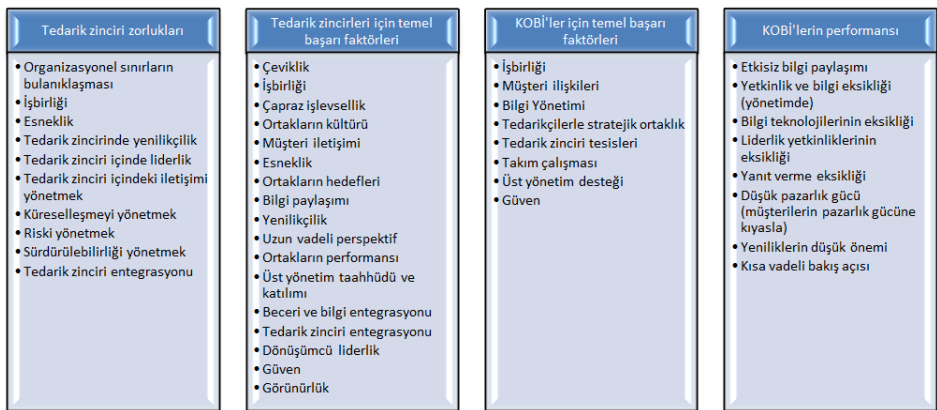 Tedarik zinciri zorlukları
• Organizasyonel sınırların
bulanıklaşması
• İşbirliği
• Esneklik
• Tedarik zincirinde yenilikçilik
• Tedarik zinciri içinde liderlik
• Tedarik zinciri içindeki iletişimi
yönetmek
• Küreselleşmeyi yönetmek
• Riski yönetmek
• Sürdürülebilirliği yönetmek
• Tedarik zinciri entegrasyonu
Tedarik zincirleri için temel
başarı faktörleri
• Çeviklik
• İşbirliği
• Çapraz işlevsellik
• Ortakların kültürü
• Müşteri iletişimi
• Esneklik
• Ortakların hedefleri
• Bilgi paylaşımı
• Yenilikçilik
• Uzun vadeli perspektif
• Ortakların performansı
• Üst yönetim taahhüdü ve
katılımı
• Beceri ve bilgi entegrasyonu
• Tedarik zinciri entegrasyonu
• Dönüşümcü liderlik
• Güven
• Görünürlük
KOBİ'ler için temel başarı
faktörleri
• İşbirliği
• Müşteri ilişkileri
• Bilgi Yönetimi
• Tedarikçilerle stratejik ortaklık
• Tedarik zinciri tesisleri
• Takım çalışması
• Üst yönetim desteği
• Güven
KOBİ'lerin performansı
• Etkisiz bilgi paylaşımı
• Yetkinlik ve bilgi eksikliği
(yönetimde)
• Bilgi teknolojilerinin eksikliği
• Liderlik yetkinliklerinin
eksikliği
• Yanıt verme eksikliği
• Düşük pazarlık gücü
(müşterilerin pazarlık gücüne
kıyasla)
• Yeniliklerin düşük önemi
• Kısa vadeli bakış açısı